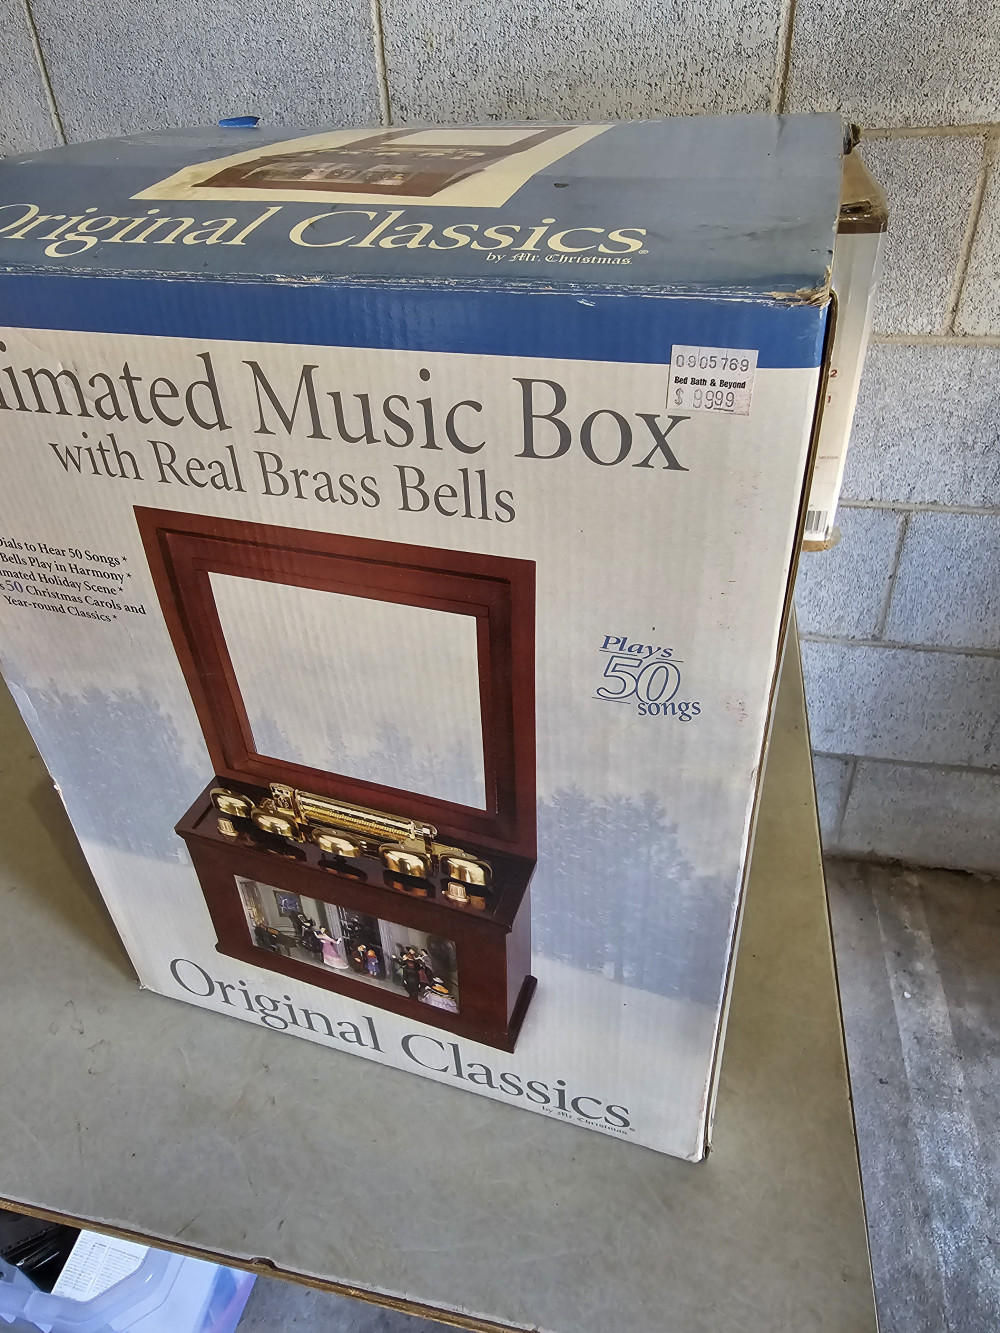 Original Classics®
by Mr. Christmas.
imated Music Box
with Real Brass Bells
0905769
Bed Bath & Beyond
$ 9999
Dials to Hear 50 Songs*
Bells Play in Harmony*
imated Holiday Scene*
s 50 Christmas Carols and
Year-round Classics*
Plays
50
songs
Original Classics®
by Mr. Christmas